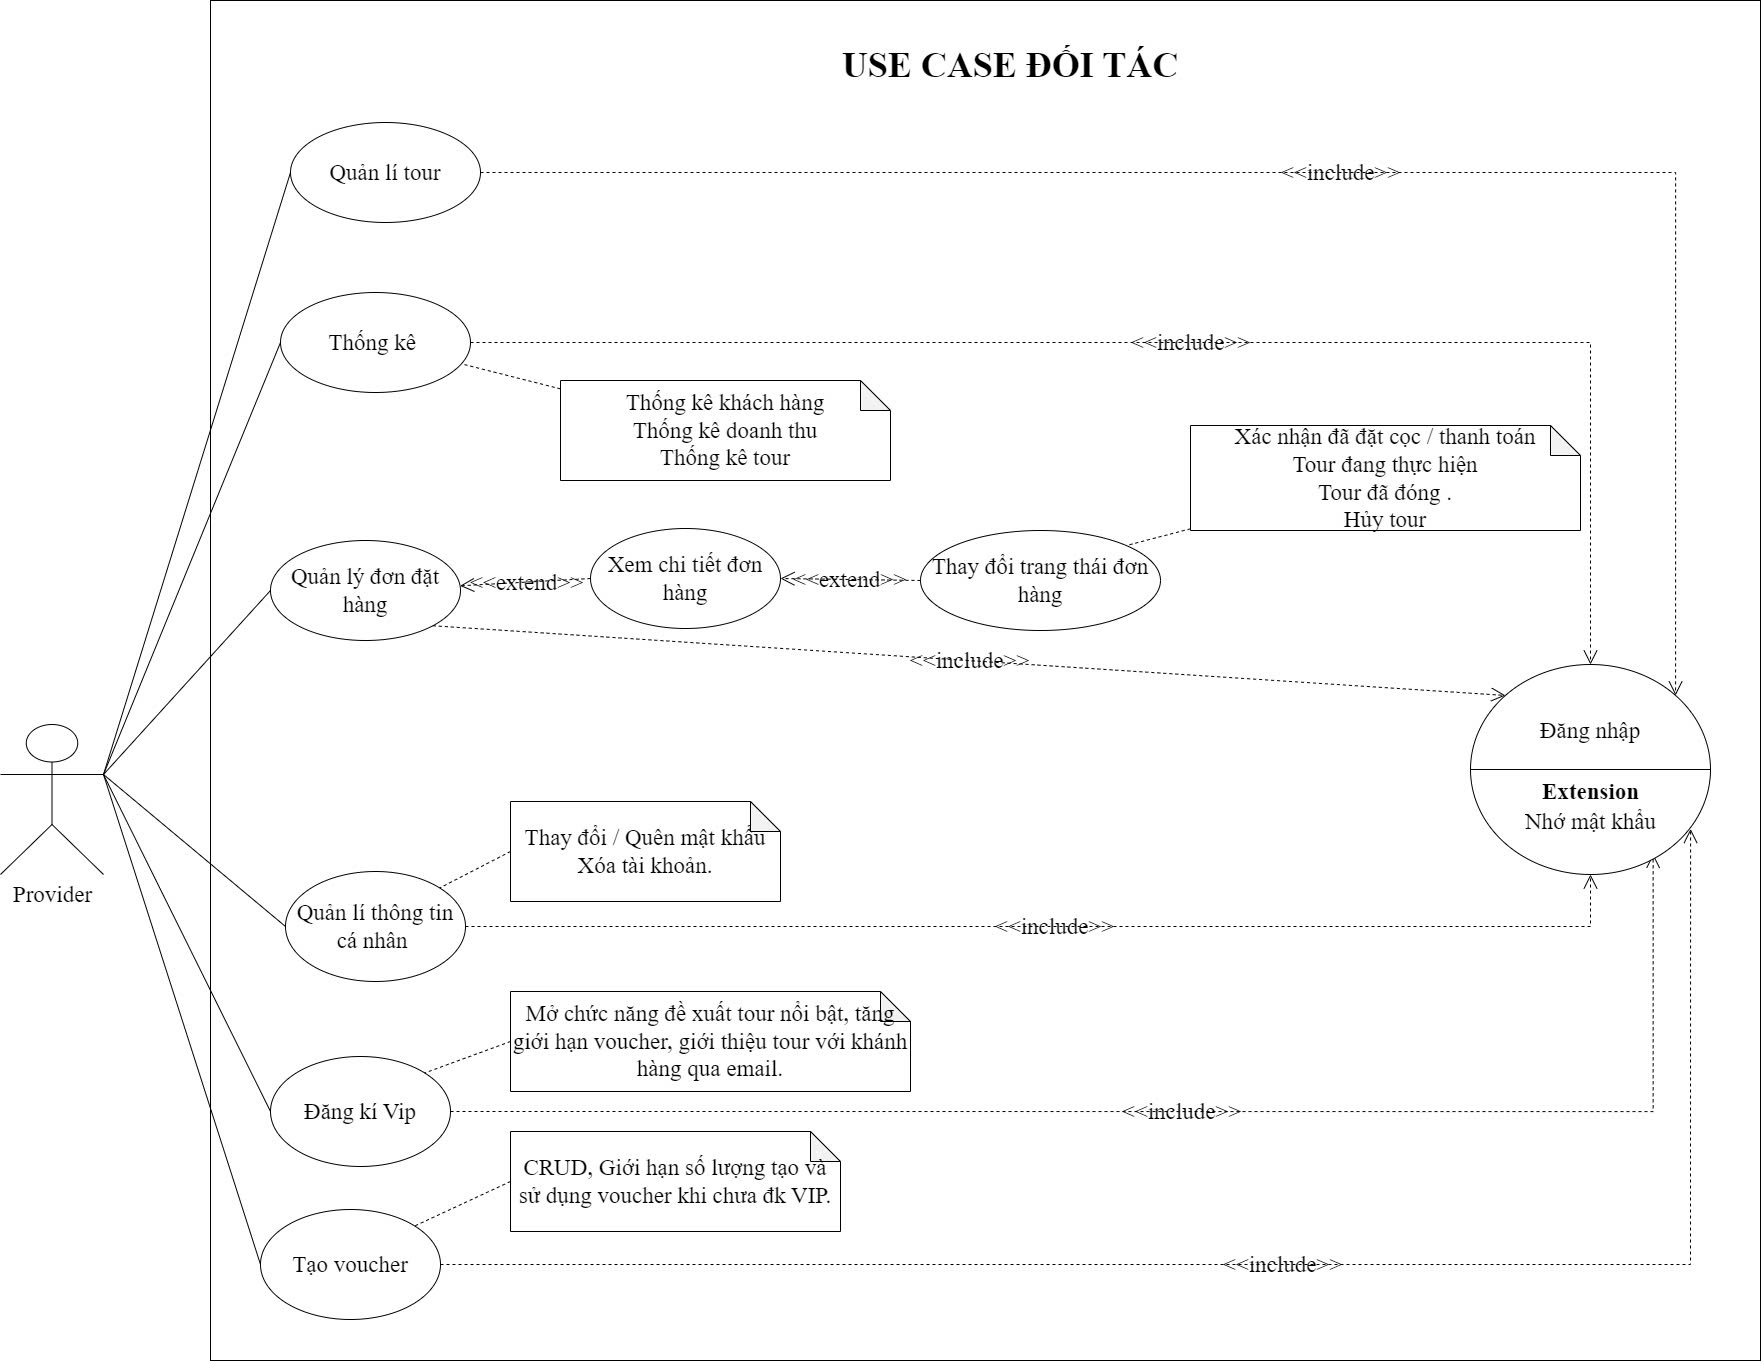 USE CASE ĐỐI TÁC
Quản lí tour
<<include>>
Thống kê
<<include>>
Thống kê khách hàng
Thống kê doanh thu
Thống kê tour
Xác nhận đã đặt cọc / thanh toán
Tour đang thực hiện
Tour đã đóng .
Hủy tour
Quản lý đơn đặt
hàng
<<extend>>
Xem chi tiết đơn
hàng
<<extend>>
Thay đổi trang thái đơn
hàng
<<include>>
Đăng nhập
Extension
Nhớ mật khẩu
Provider
Thay đổi / Quên mật khẩu
Xóa tài khoản.
Quản lí thông tin
cá nhân
<<include>>
Mở chức năng đề xuất tour nổi bật, tăng
giới hạn voucher, giới thiệu tour với khánh
hàng qua email.
Đăng kí Vip
<<include>>
CRUD, Giới hạn số lượng tạo và
sử dụng voucher khi chưa đk VIP.
Tạo voucher
<<include>>